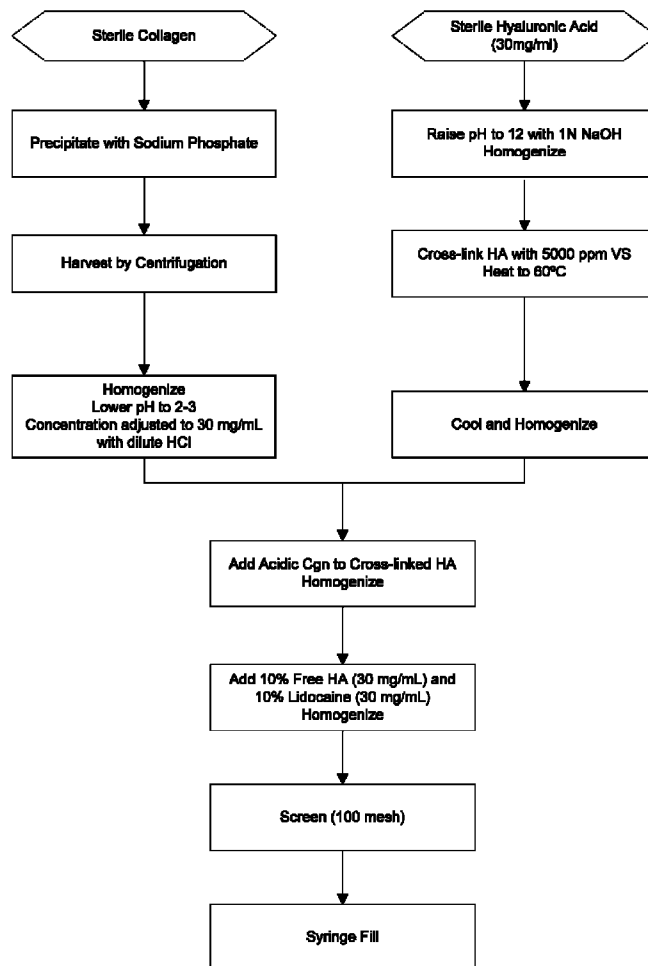 Sterile Collagen
Sterile Hyaluronic Acid
(30mg/ml)
Precipitate with Sodium Phosphate
Raise pH to 12 with 1N NaOH
Homogenize
Harvest by Centrifugation
Cross-link HA with 5000 ppm VS
Heat to 60ºC
Homogenize
Lower pH to 2-3
Concentration adjusted to 30 mg/mL
with dilute HCl
Cool and Homogenize
Add Acidic Cgn to Cross-linked HA
Homogenize
Add 10% Free HA (30 mg/mL) and
10% Lidocaine (30 mg/mL)
Homogenize
Screen (100 mesh)
Syringe Fill